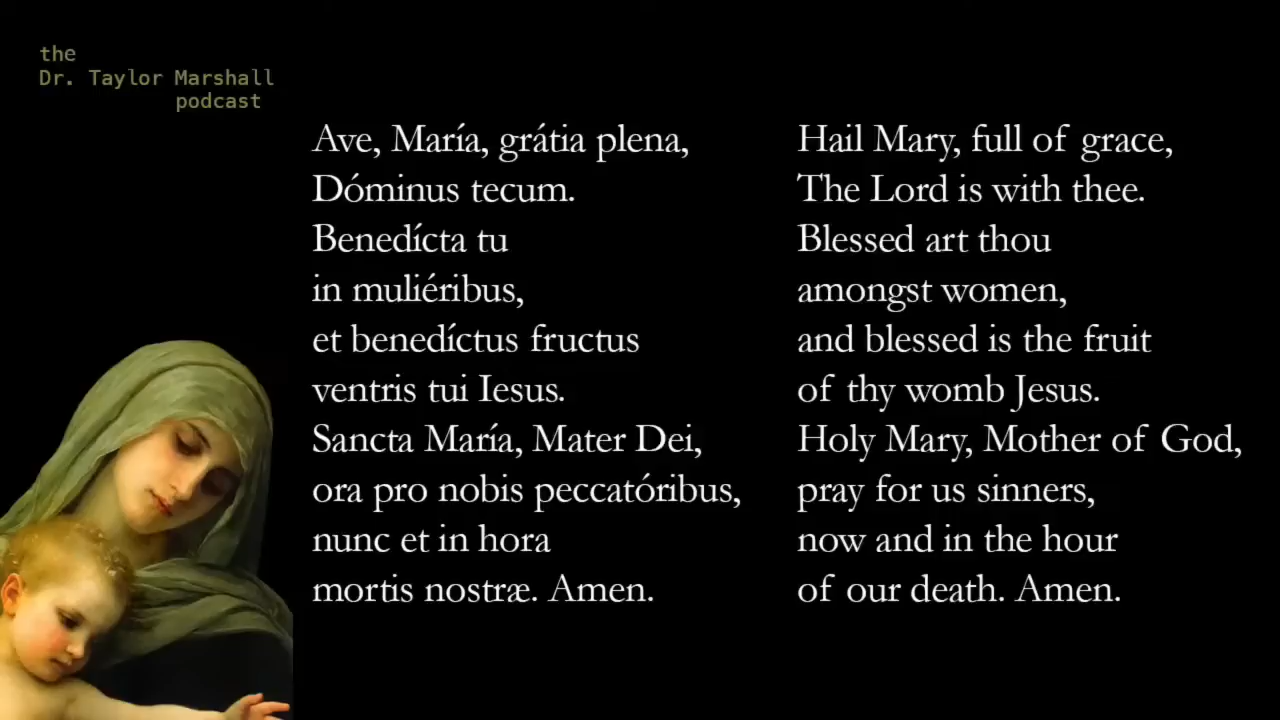 the
Dr. Taylor Marshall
podcast
Ave, María, grátia plena,
Dóminus tecum.
Benedícta tu
in muliéribus,
et benedíctus fructus
ventris tui Iesus.
Sancta María, Mater Dei,
ora pro nobis peccatóribus,
nunc et in hora
mortis nostræ. Amen.
Hail Mary, full of grace,
The Lord is with thee.
Blessed art thou
amongst women,
and blessed is the fruit
of thy womb Jesus.
Holy Mary, Mother of God,
pray for us sinners,
now and in the hour
of our death. Amen.